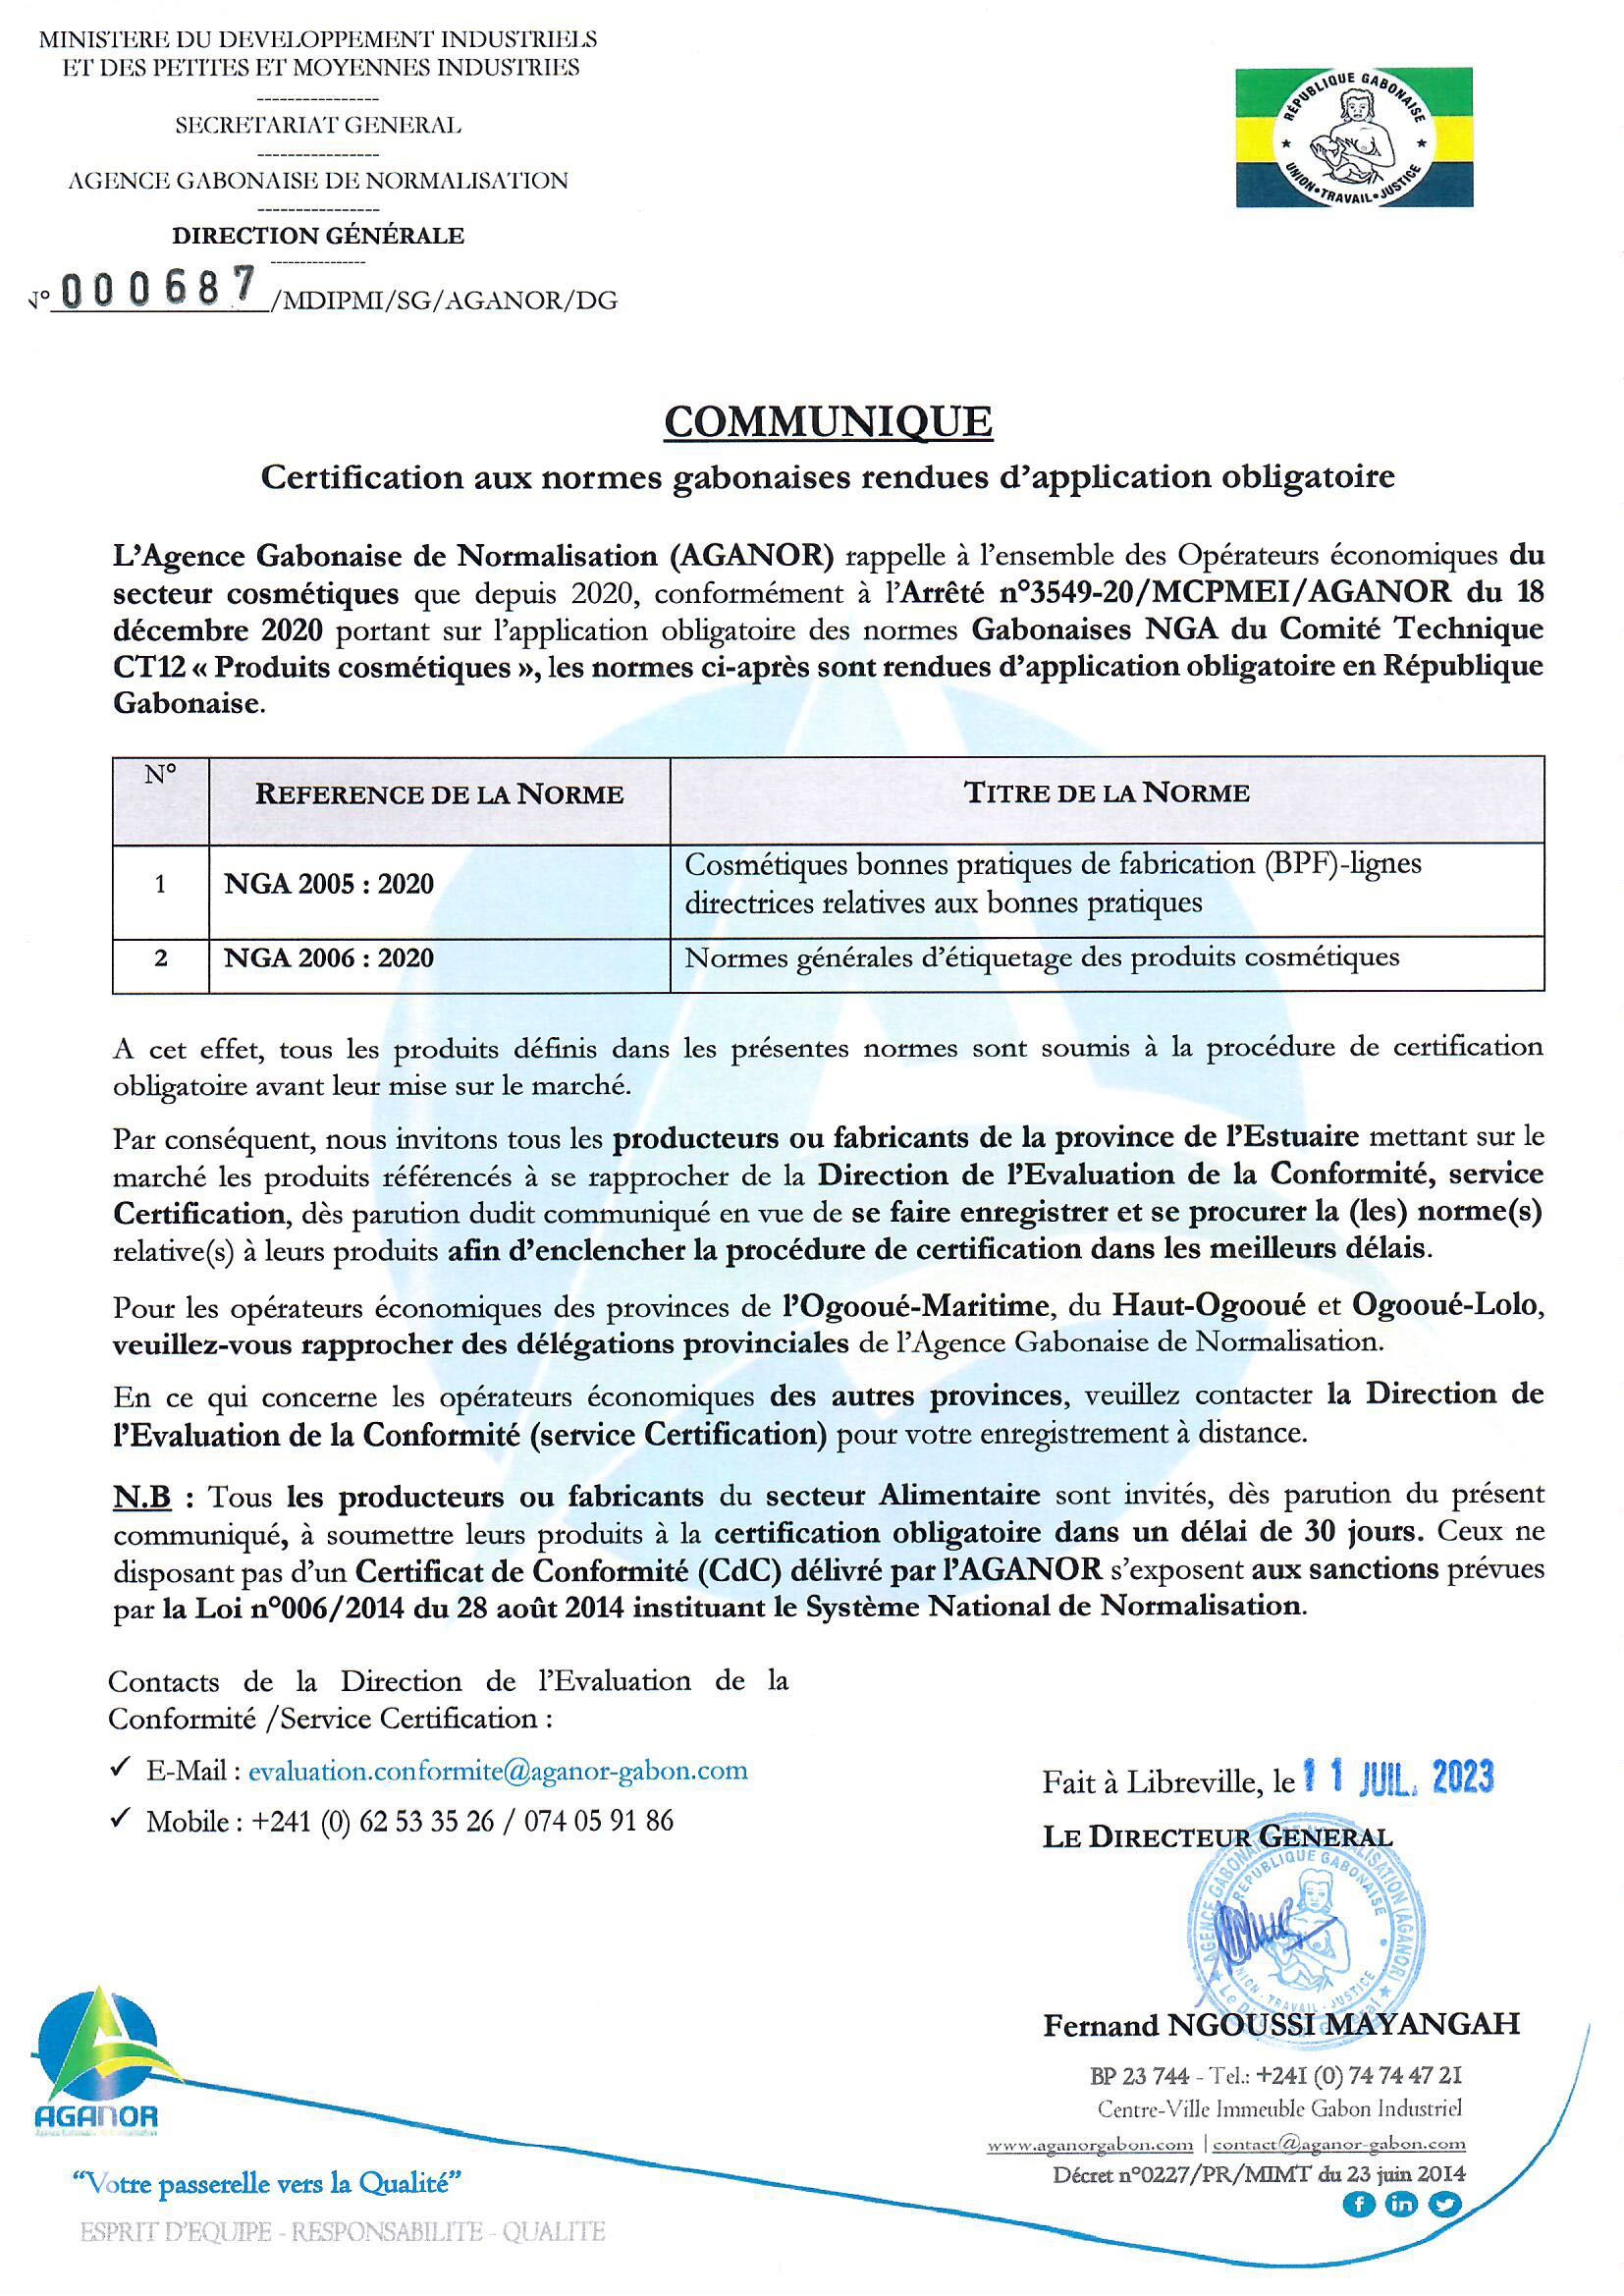 MINISTERE DU DEVELOPPEMENT INDUSTRIELS
ET DES PETITES ET MOYENNES INDUSTRIES
----------------
SECRETARIAT GENERAL
----------------
AGENCE GABONAISE DE NORMALISATION
----------------
DIRECTION GÉNÉRALE
----------------
N° 000687 /MDIPMI/SG/AGANOR/DG
RÉPUBLIQUE GABONAISE
UNION • TRAVAIL • JUSTICE
COMMUNIQUE
Certification aux normes gabonaises rendues d'application obligatoire
L'Agence Gabonaise de Normalisation (AGANOR) rappelle à l'ensemble des Opérateurs économiques du
secteur cosmétiques que depuis 2020, conformément à l'Arrêté n°3549-20/MCPMEI/AGANOR du 18
décembre 2020 portant sur l'application obligatoire des normes Gabonaises NGA du Comité Technique
CT12 « Produits cosmétiques », les normes ci-après sont rendues d'application obligatoire en République
Gabonaise.
N° REFERENCE DE LA NORME TITRE DE LA NORME
1 NGA 2005 : 2020 Cosmétiques bonnes pratiques de fabrication (BPF)-lignes
directrices relatives aux bonnes pratiques
2 NGA 2006 : 2020 Normes générales d'étiquetage des produits cosmétiques
A cet effet, tous les produits définis dans les présentes normes sont soumis à la procédure de certification
obligatoire avant leur mise sur le marché.
Par conséquent, nous invitons tous les producteurs ou fabricants de la province de l'Estuaire mettant sur le
marché les produits référencés à se rapprocher de la Direction de l'Evaluation de la Conformité, service
Certification, dès parution dudit communiqué en vue de se faire enregistrer et se procurer la (les) norme(s)
relative(s) à leurs produits afin d'enclencher la procédure de certification dans les meilleurs délais.
Pour les opérateurs économiques des provinces de l'Ogooué-Maritime, du Haut-Ogooué et Ogooué-Lolo,
veuillez-vous rapprocher des délégations provinciales de l'Agence Gabonaise de Normalisation.
En ce qui concerne les opérateurs économiques des autres provinces, veuillez contacter la Direction de
l'Evaluation de la Conformité (service Certification) pour votre enregistrement à distance.
N.B : Tous les producteurs ou fabricants du secteur Alimentaire sont invités, dès parution du présent
communiqué, à soumettre leurs produits à la certification obligatoire dans un délai de 30 jours. Ceux ne
disposant pas d'un Certificat de Conformité (CdC) délivré par l'AGANOR s'exposent aux sanctions prévues
par la Loi n°006/2014 du 28 août 2014 instituant le Système National de Normalisation.
Contacts de la Direction de l'Evaluation de la
Conformité /Service Certification :
✓ E-Mail : evaluation.conformite@aganor-gabon.com
✓ Mobile : +241 (0) 62 53 35 26 / 074 05 91 86
Fait à Libreville, le 11 JUIL. 2023
LE DIRECTEUR GENERAL
AGENCE GABONAISE DE NORMALISATION (AGANOR)
REPUBLIQUE GABONAISE
UNION - TRAVAIL - JUSTICE
Le Directeur Général
Fernand NGOUSSI MAYANGAH
BP 23 744 - Tel.: +241 (0) 74 74 47 21
Centre-Ville Immeuble Gabon Industriel
www.aganorgabon.com | contact@aganor-gabon.com
Décret n°0227/PR/MIMT du 23 juin 2014
AGANOR
"Votre passerelle vers la Qualité"
ESPRIT D'EQUIPE - RESPONSABILITE - QUALITE